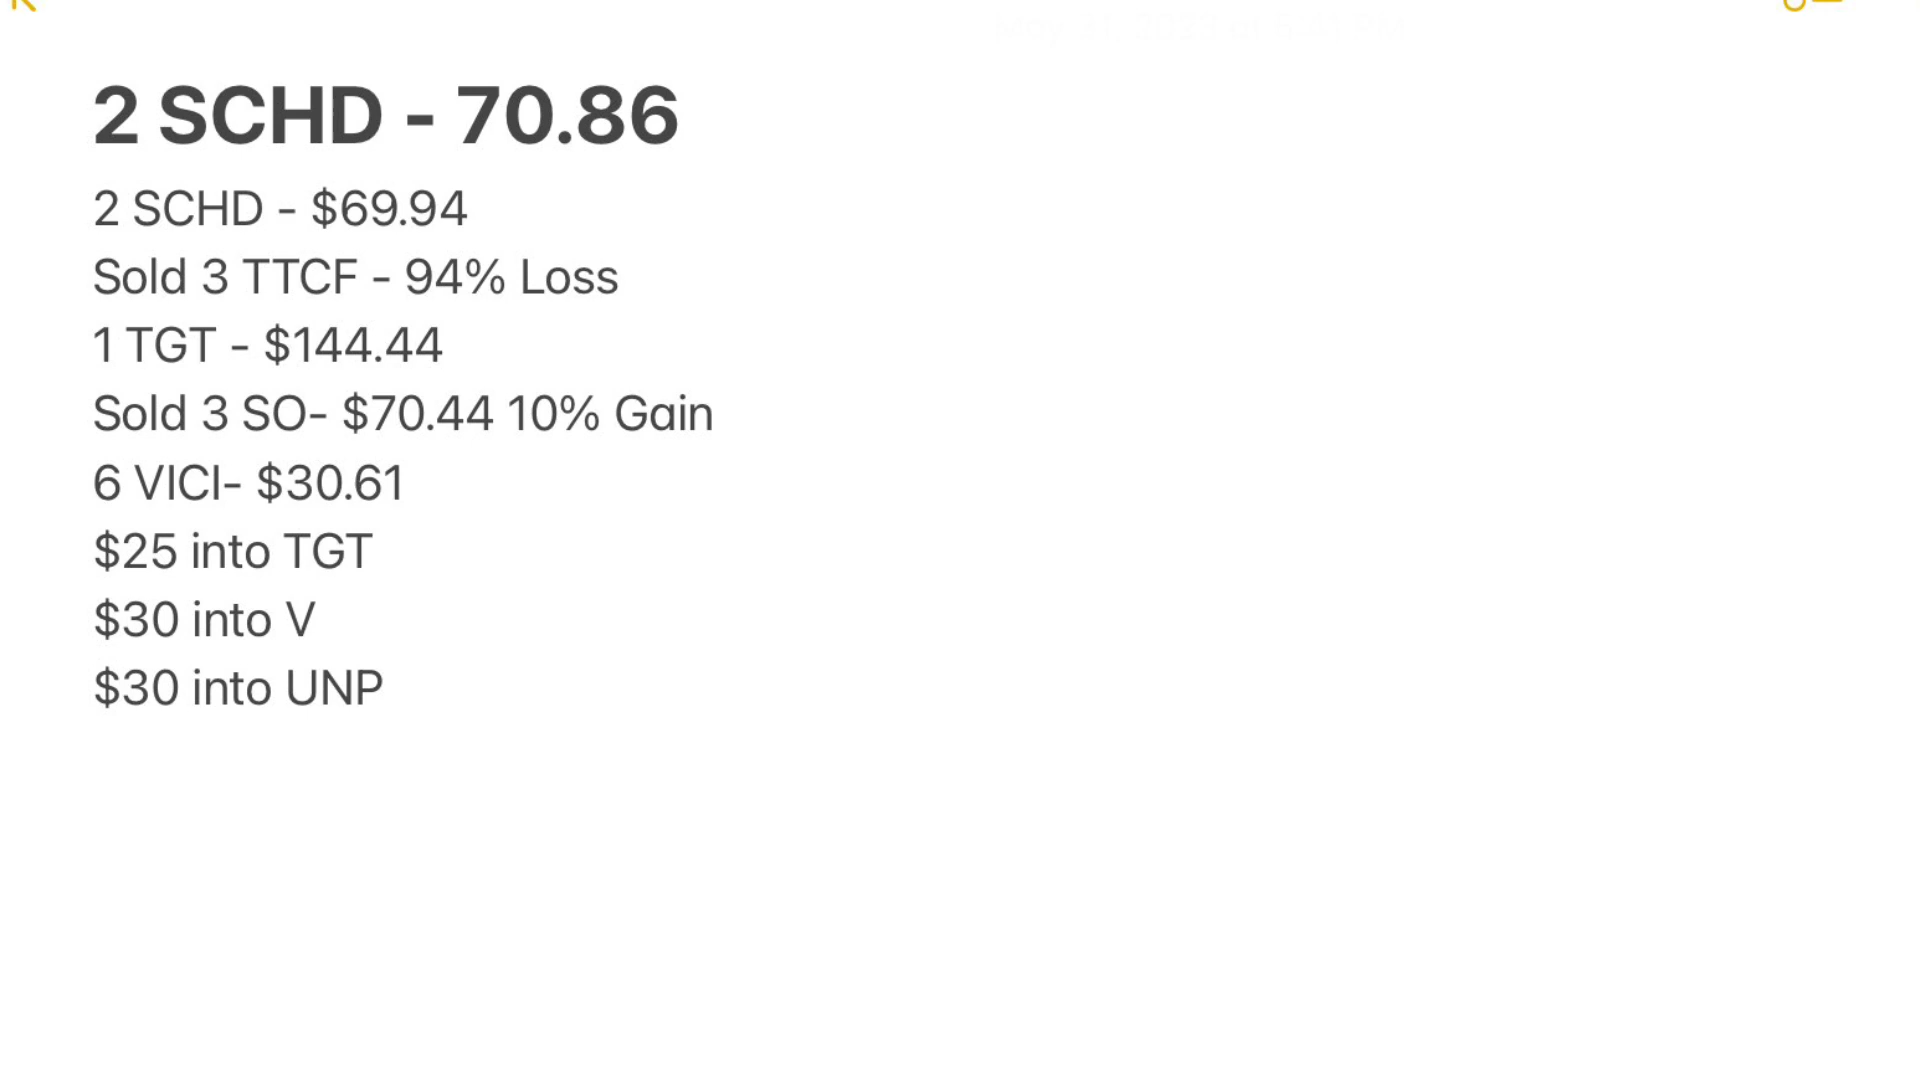 2 SCHD - 70.86
2 SCHD - $69.94
Sold 3 TTCF - 94% Loss
1 TGT - $144.44
Sold 3 SO- $70.44 10% Gain
6 VICI- $30.61
$25 into TGT
$30 into V
$30 into UNP